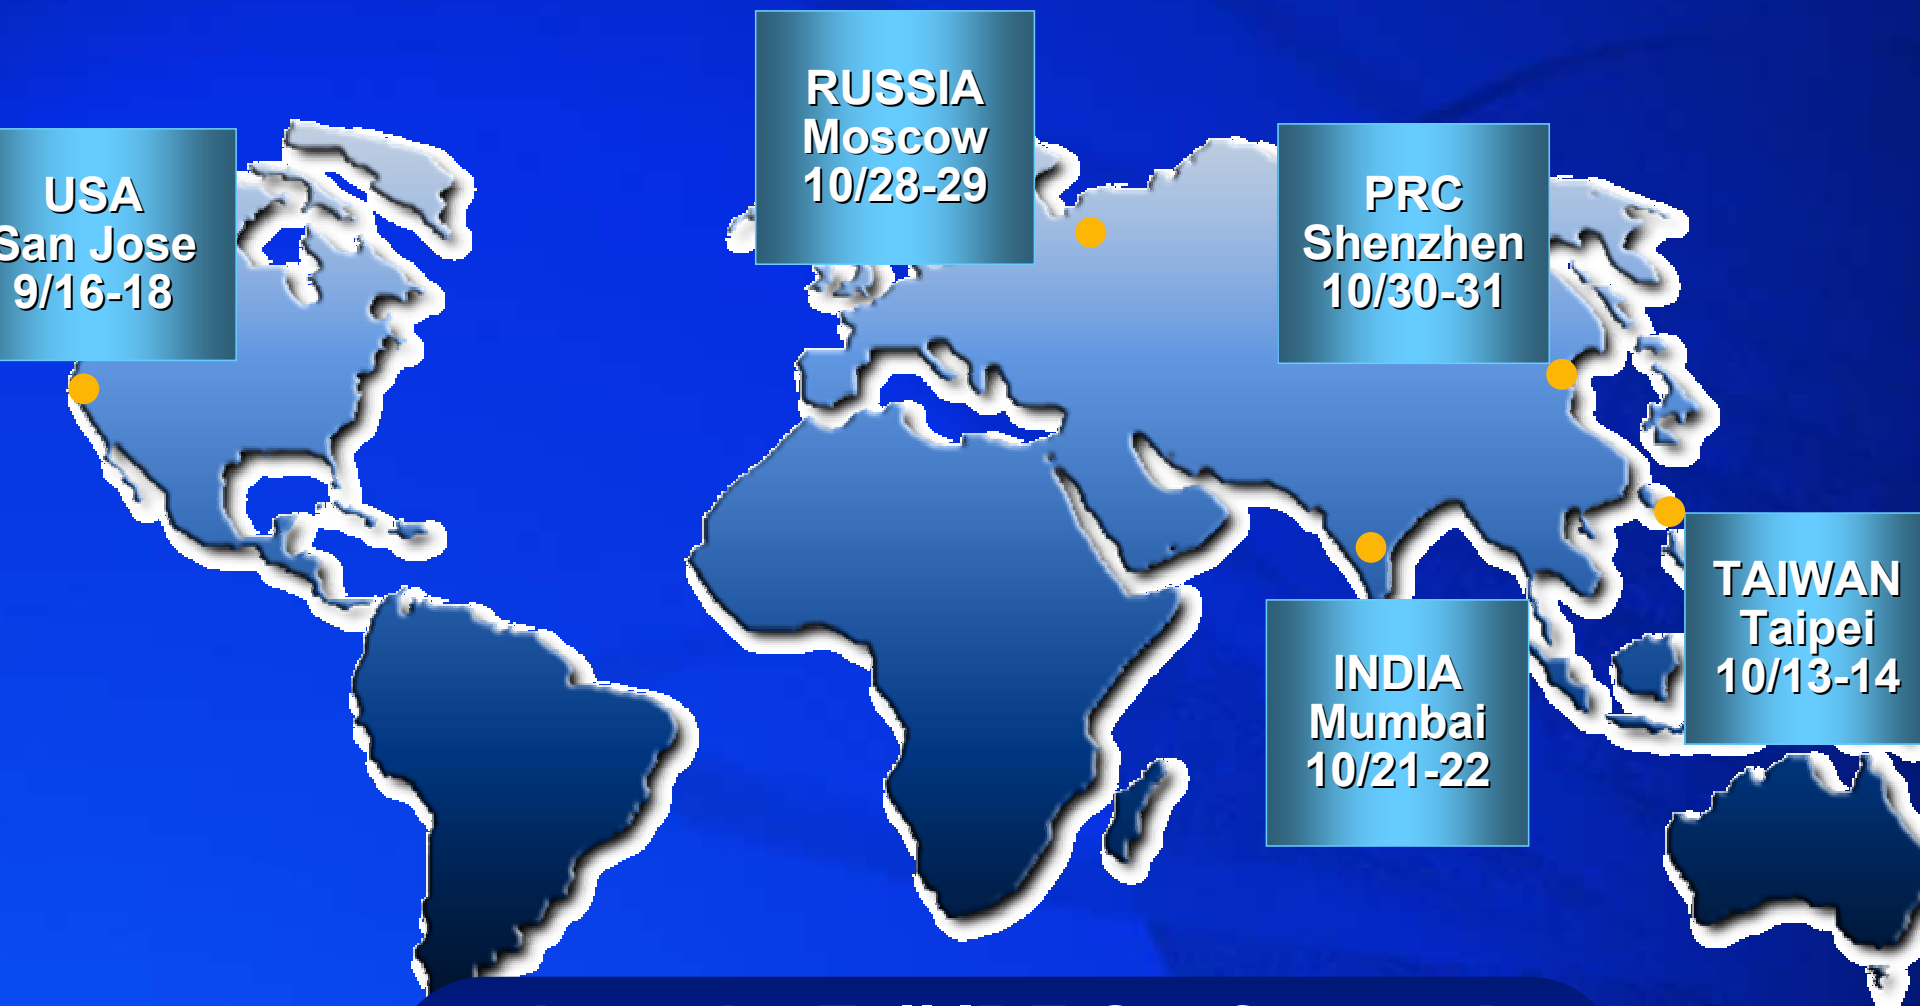 RUSSIA
Moscow
10/28-29
USA
San Jose
9/16-18
PRC
Shenzhen
10/30-31
TAIWAN
Taipei
10/13-14
INDIA
Mumbai
10/21-22